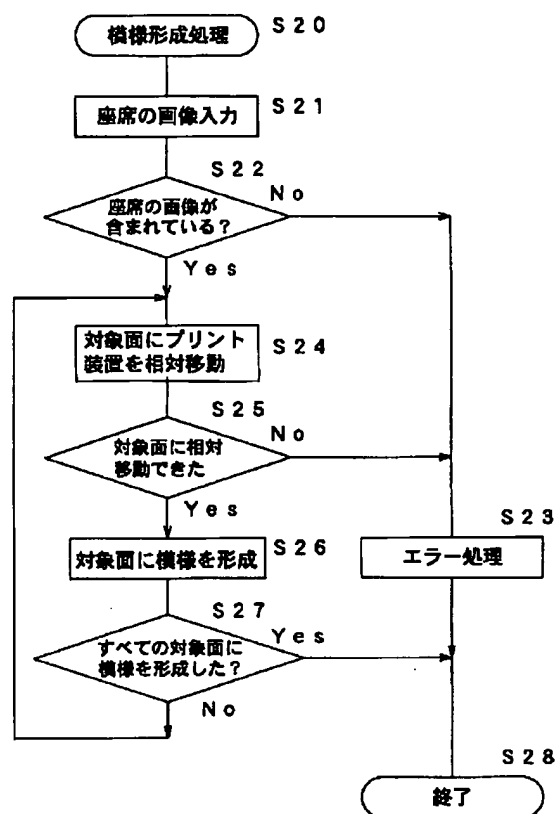 模様形成処理
S20
座席の画像入力
S21
S22
座席の画像が
含まれている?
No
Yes
対象面にプリント
装置を相対移動
S24
S25
対象面に相対
移動できた
No
Yes
対象面に模様を形成
S26
S23
エラー処理
S27
すべての対象面に
模様を形成した?
Yes
No
S28
終了